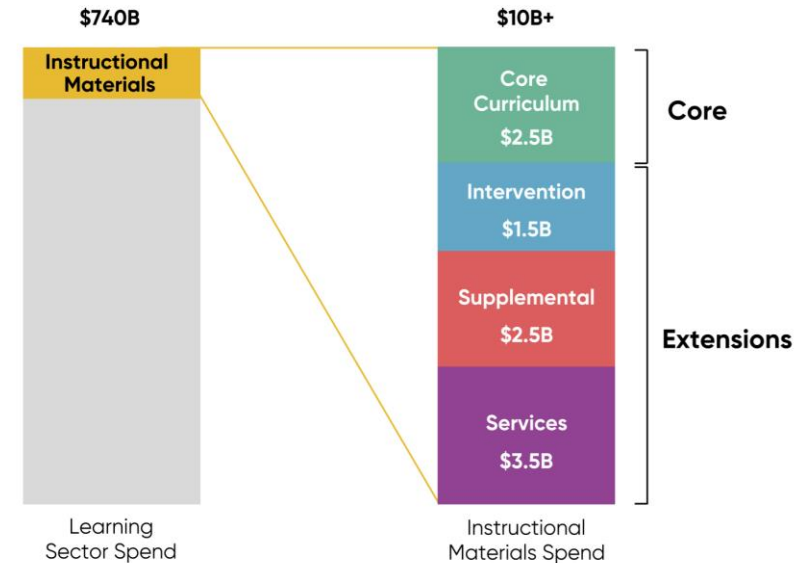 $740B
$10B+
Instructional
Materials
Core
Curriculum
$2.5B
Core
Intervention
$1.5B
Supplemental
$2.5B
Extensions
Services
$3.5B
Learning
Sector Spend
Instructional
Materials Spend